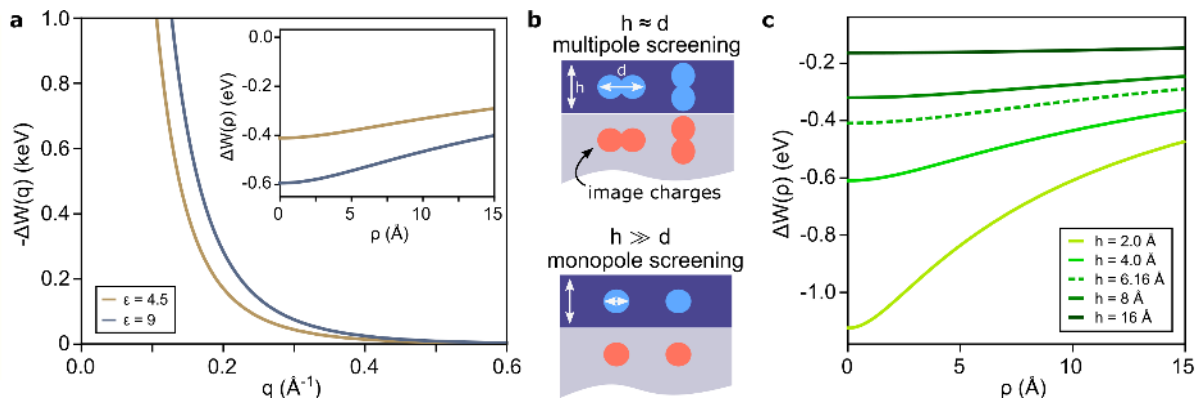 a
-ΔW(q) (keV)
1.0
0.8
0.6
0.4
0.2
0
0.0
0.2
0.4
0.6
q (Å⁻¹)
ε = 4.5
ε = 9
ΔW(ρ) (eV)
0.0
-0.2
-0.4
-0.6
0
5
10
15
ρ (Å)
b
h ≈ d
multipole screening
d
h
image charges
h ≫ d
monopole screening
c
ΔW(ρ) (eV)
-0.2
-0.4
-0.6
-0.8
-1.0
0
5
10
15
ρ (Å)
h = 2.0 Å
h = 4.0 Å
h = 6.16 Å
h = 8 Å
h = 16 Å